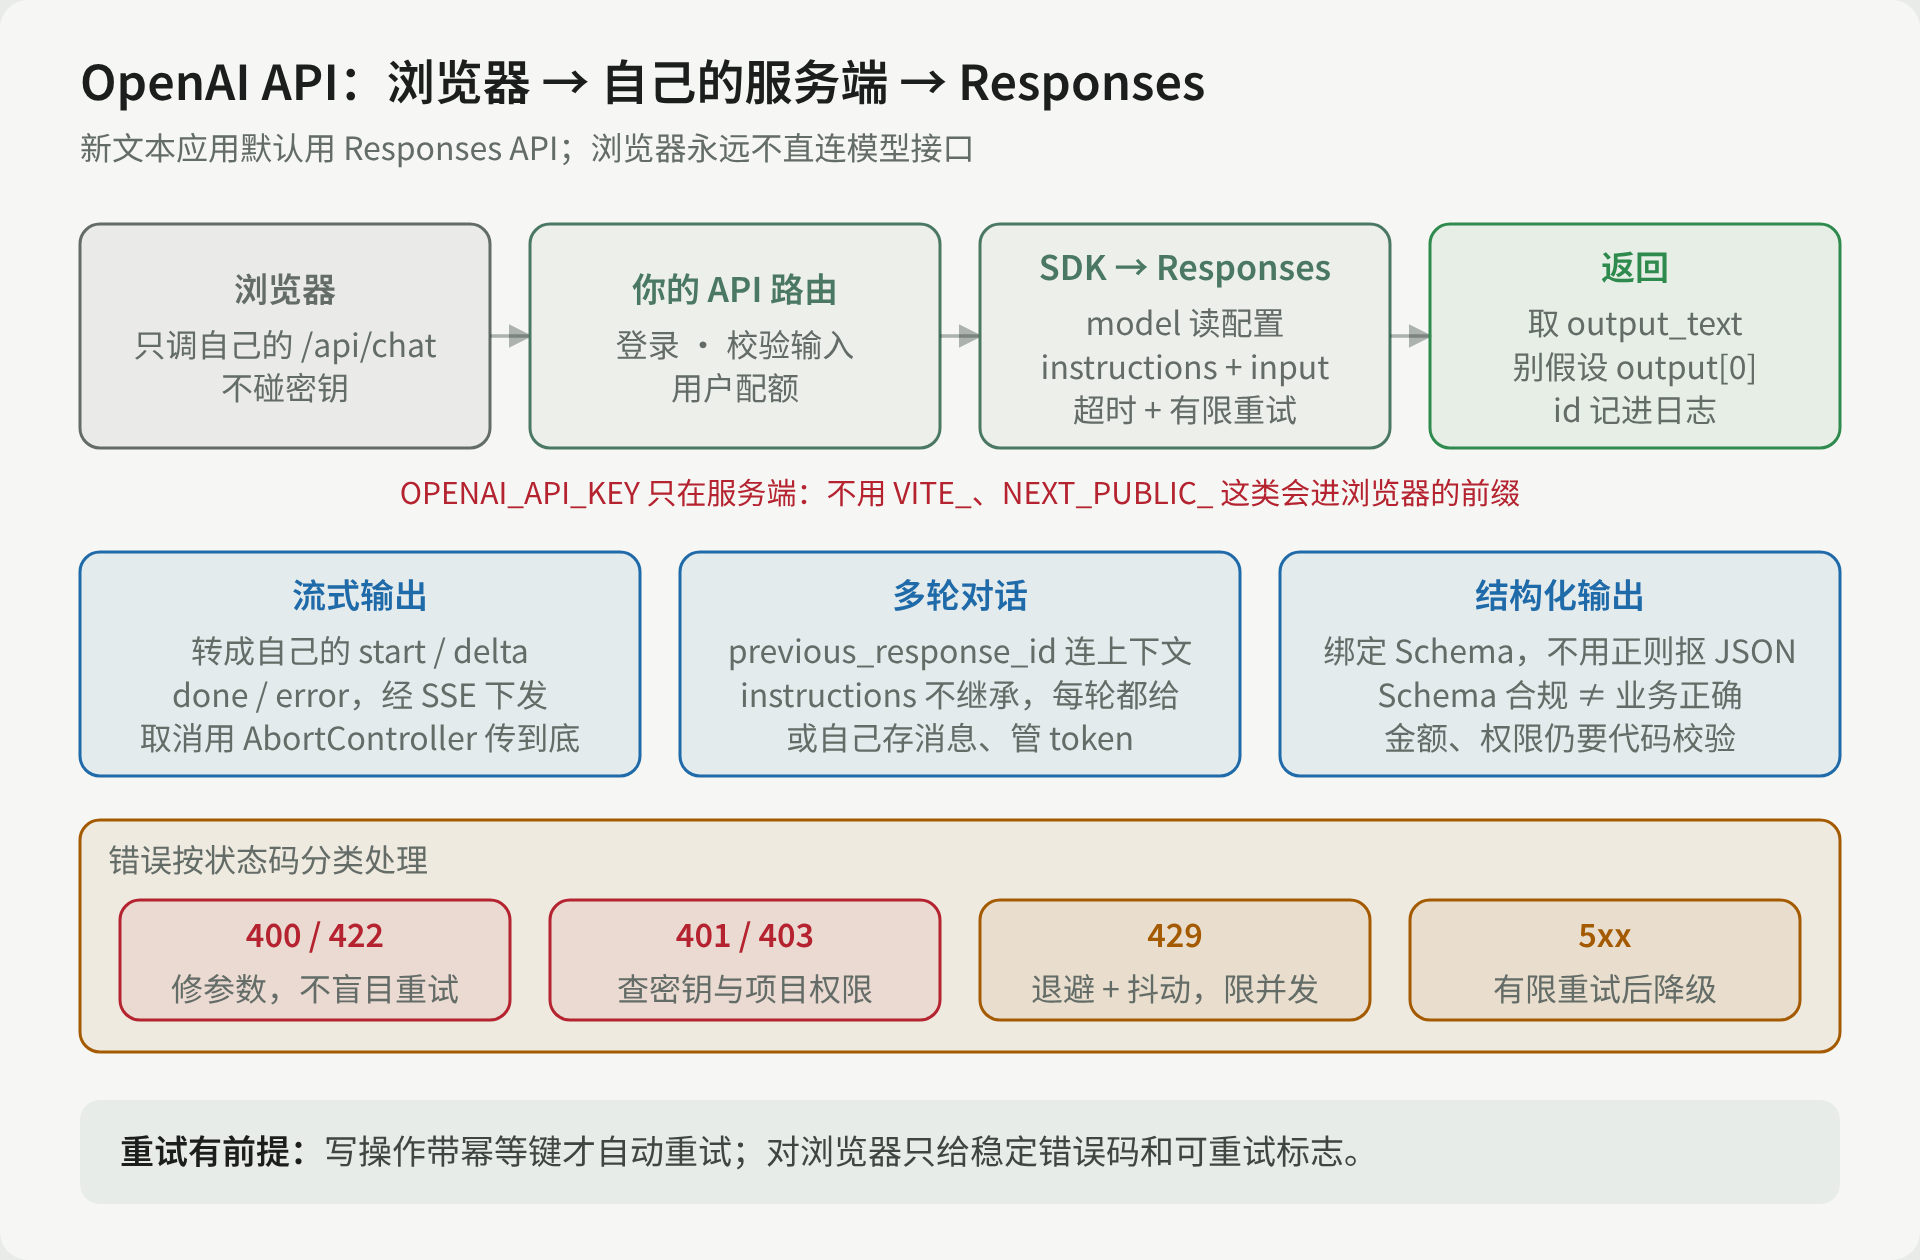 OpenAI API：浏览器 → 自己的服务端 → Responses
新文本应用默认用 Responses API；浏览器永远不直连模型接口
浏览器
只调自己的 /api/chat
不碰密钥
你的 API 路由
登录 · 校验输入
用户配额
SDK → Responses
model 读配置
instructions + input
超时 + 有限重试
返回
取 output_text
别假设 output[0]
id 记进日志
OPENAI_API_KEY 只在服务端：不用 VITE_、NEXT_PUBLIC_ 这类会进浏览器的前缀
流式输出
转成自己的 start / delta
done / error，经 SSE 下发
取消用 AbortController 传到底
多轮对话
previous_response_id 连上下文
instructions 不继承，每轮都给
或自己存消息、管 token
结构化输出
绑定 Schema，不用正则抠 JSON
Schema 合规 ≠ 业务正确
金额、权限仍要代码校验
错误按状态码分类处理
400 / 422
修参数，不盲目重试
401 / 403
查密钥与项目权限
429
退避 + 抖动，限并发
5xx
有限重试后降级
重试有前提：写操作带幂等键才自动重试；对浏览器只给稳定错误码和可重试标志。